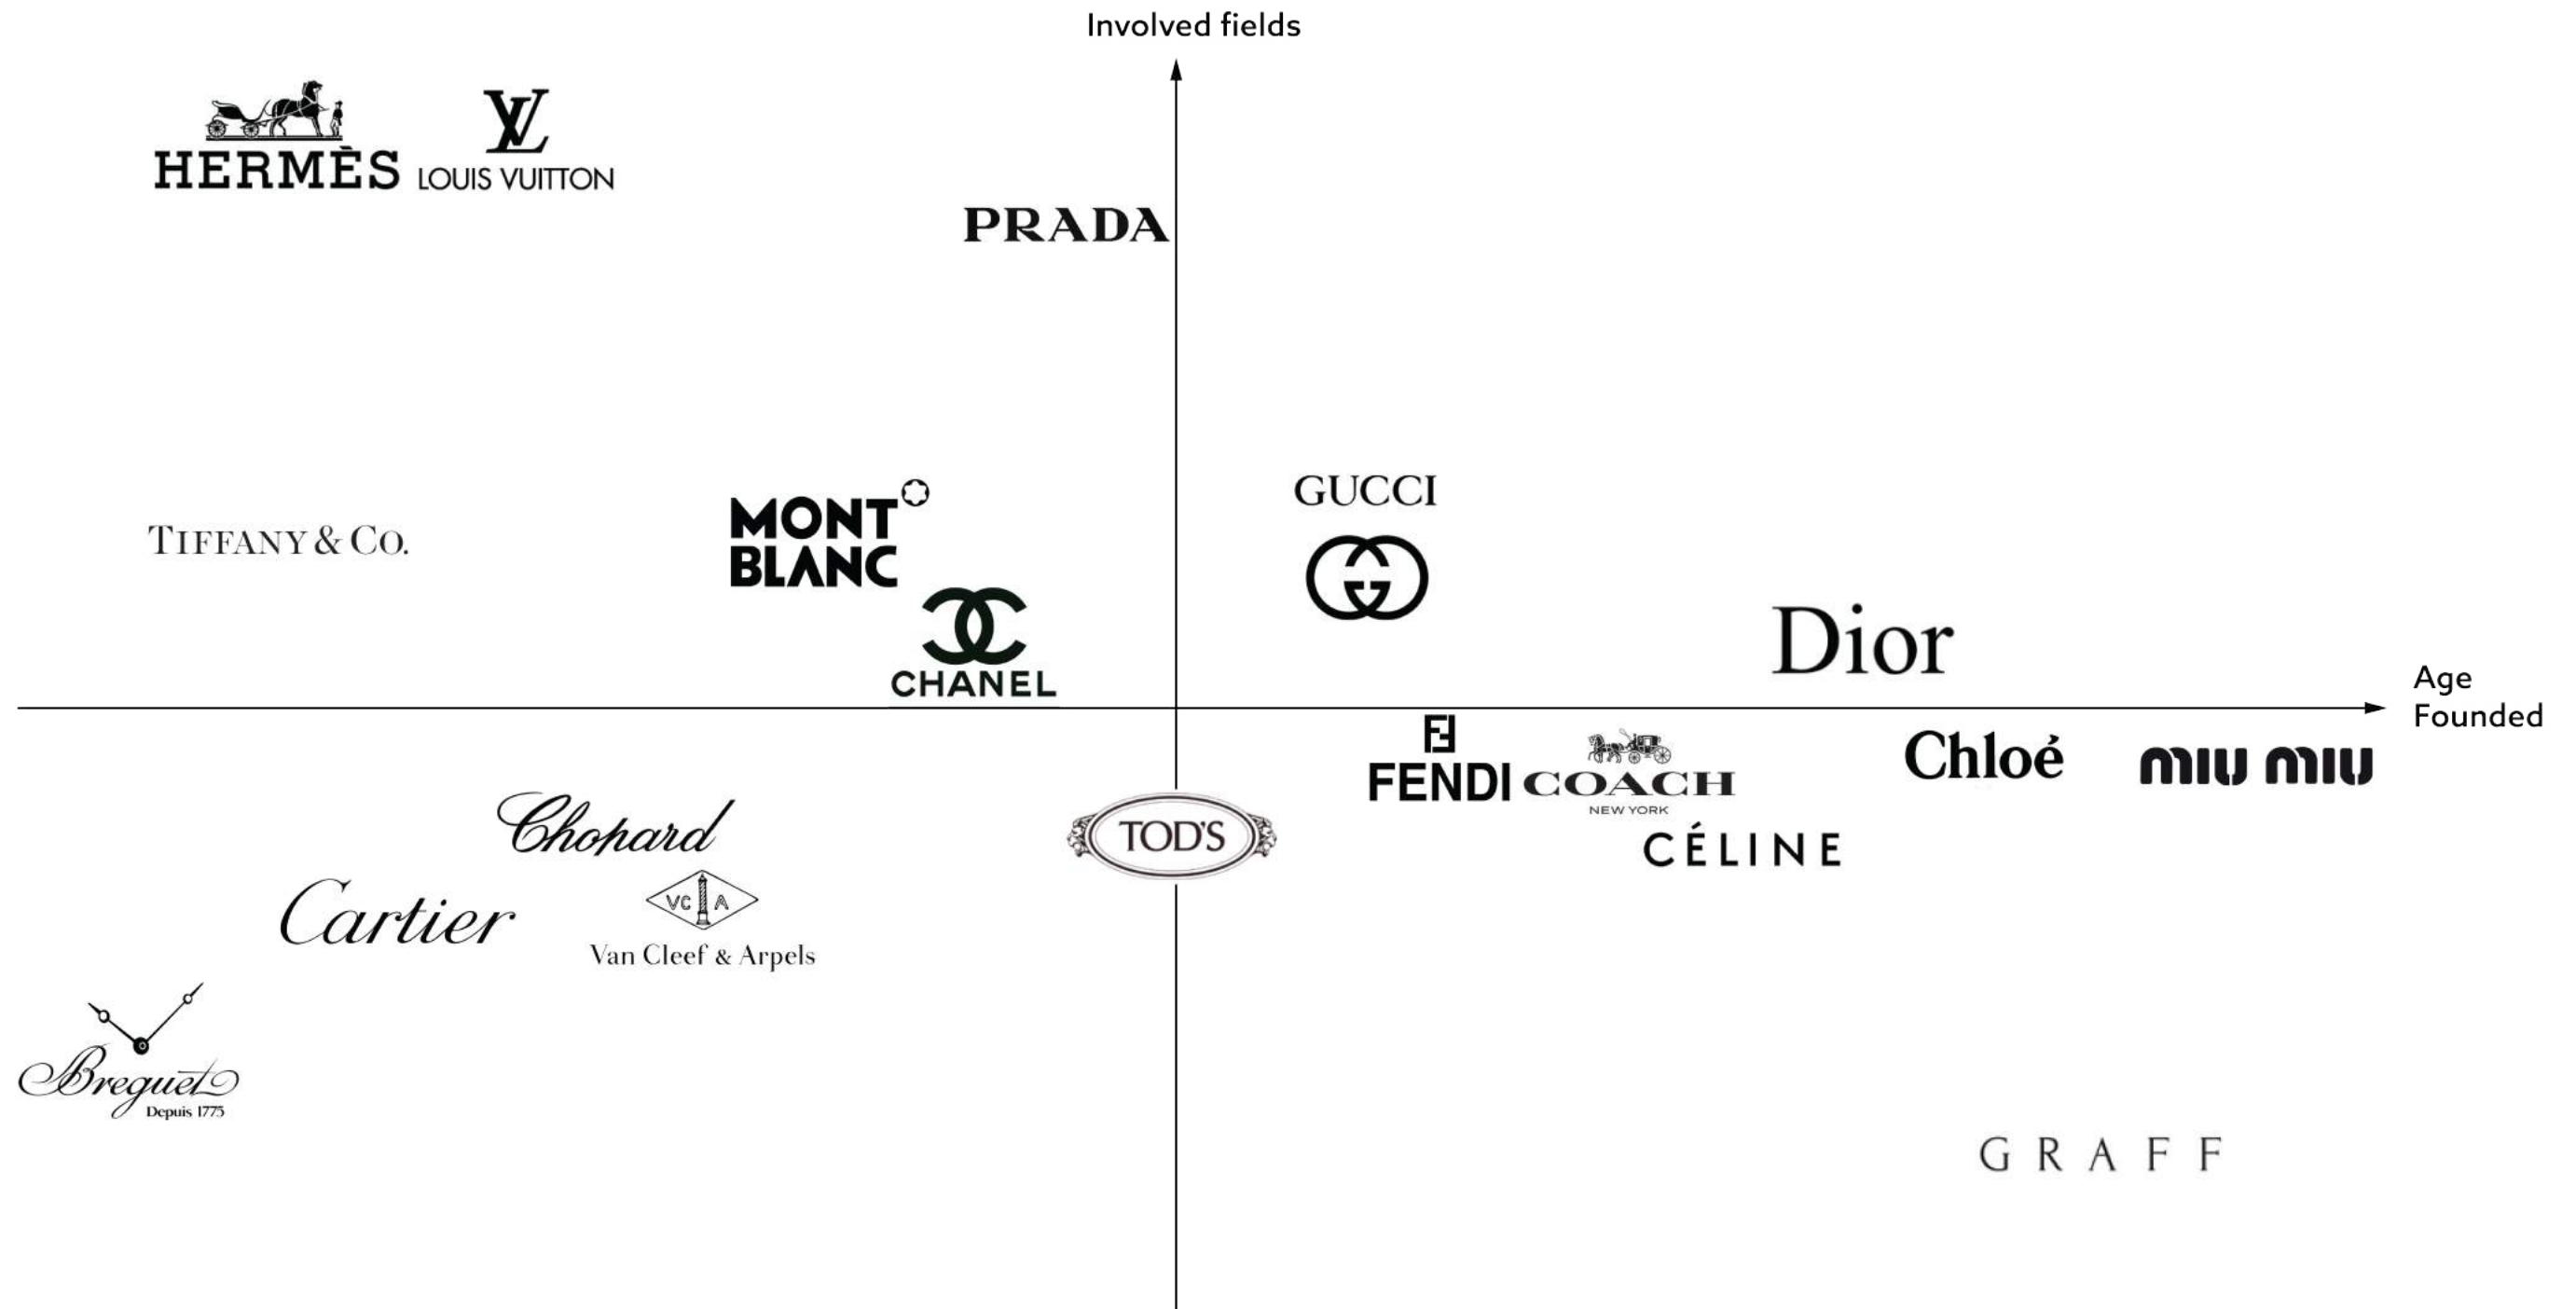 Involved fields
HERMÈS
LOUIS VUITTON
PRADA
GUCCI
TIFFANY & CO.
MONT
BLANC
CHANEL
Dior
Age
Founded
FENDI
COACH
NEW YORK
Chloé
miu miu
Chopard
TOD'S
CÉLINE
Cartier
VC A
Van Cleef & Arpels
Breguet
Depuis 1775
GRAFF